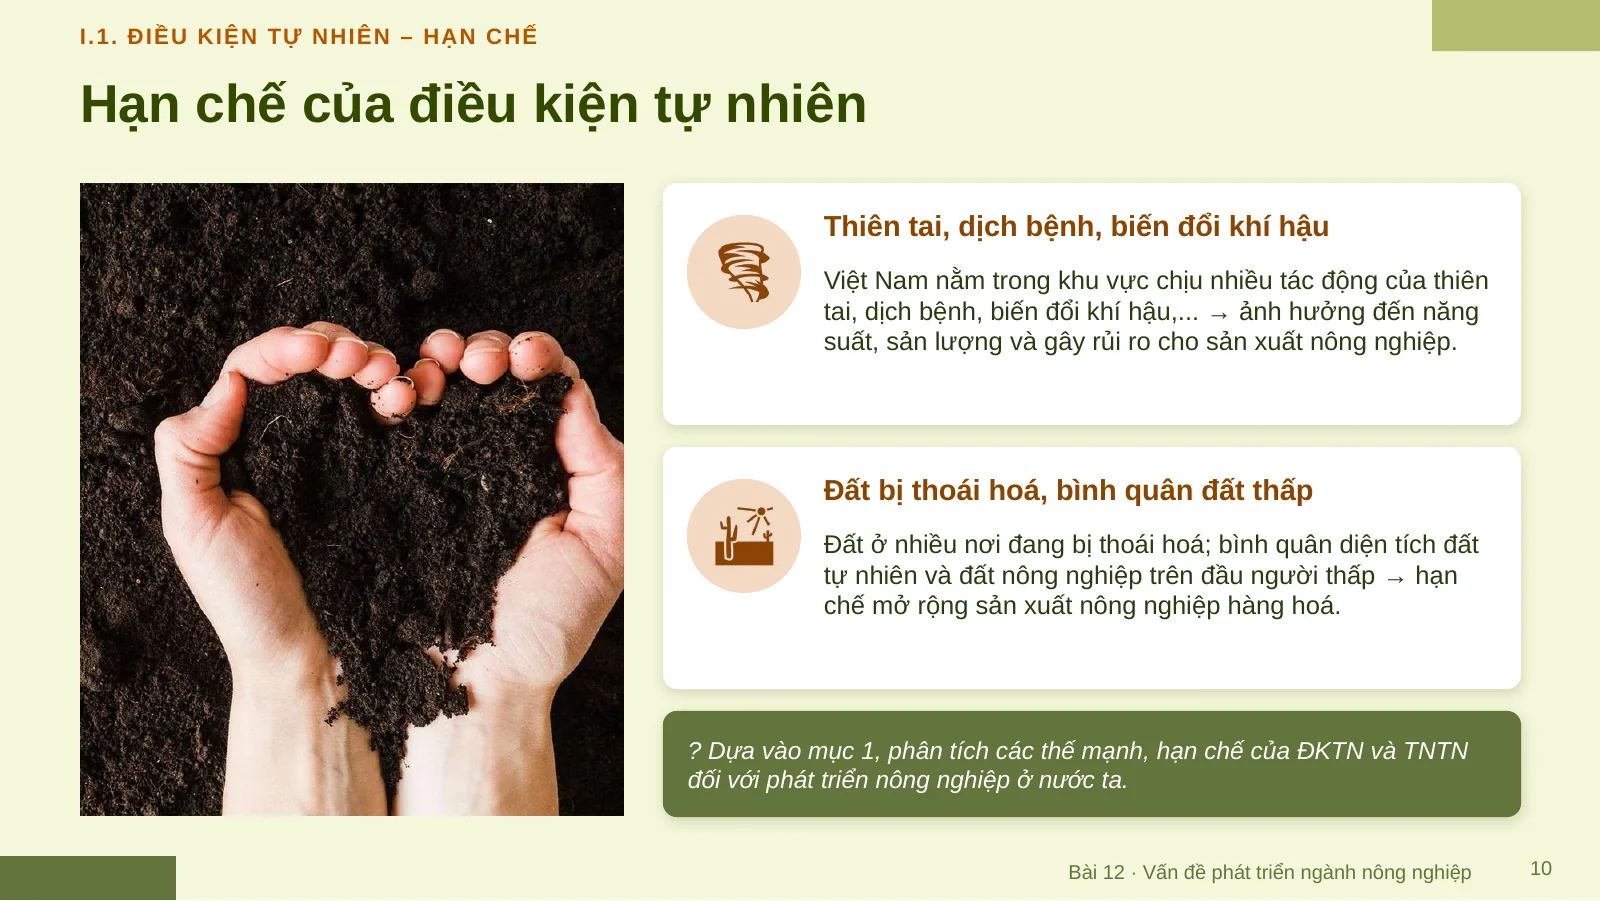 I.1. ĐIỀU KIỆN TỰ NHIÊN – HẠN CHẾ
Hạn chế của điều kiện tự nhiên
Thiên tai, dịch bệnh, biến đổi khí hậu
Việt Nam nằm trong khu vực chịu nhiều tác động của thiên
tai, dịch bệnh, biến đổi khí hậu,... → ảnh hưởng đến năng
suất, sản lượng và gây rủi ro cho sản xuất nông nghiệp.
Đất bị thoái hoá, bình quân đất thấp
Đất ở nhiều nơi đang bị thoái hoá; bình quân diện tích đất
tự nhiên và đất nông nghiệp trên đầu người thấp → hạn
chế mở rộng sản xuất nông nghiệp hàng hoá.
? Dựa vào mục 1, phân tích các thế mạnh, hạn chế của ĐKTN và TNTN
đối với phát triển nông nghiệp ở nước ta.
Bài 12 · Vấn đề phát triển ngành nông nghiệp
10